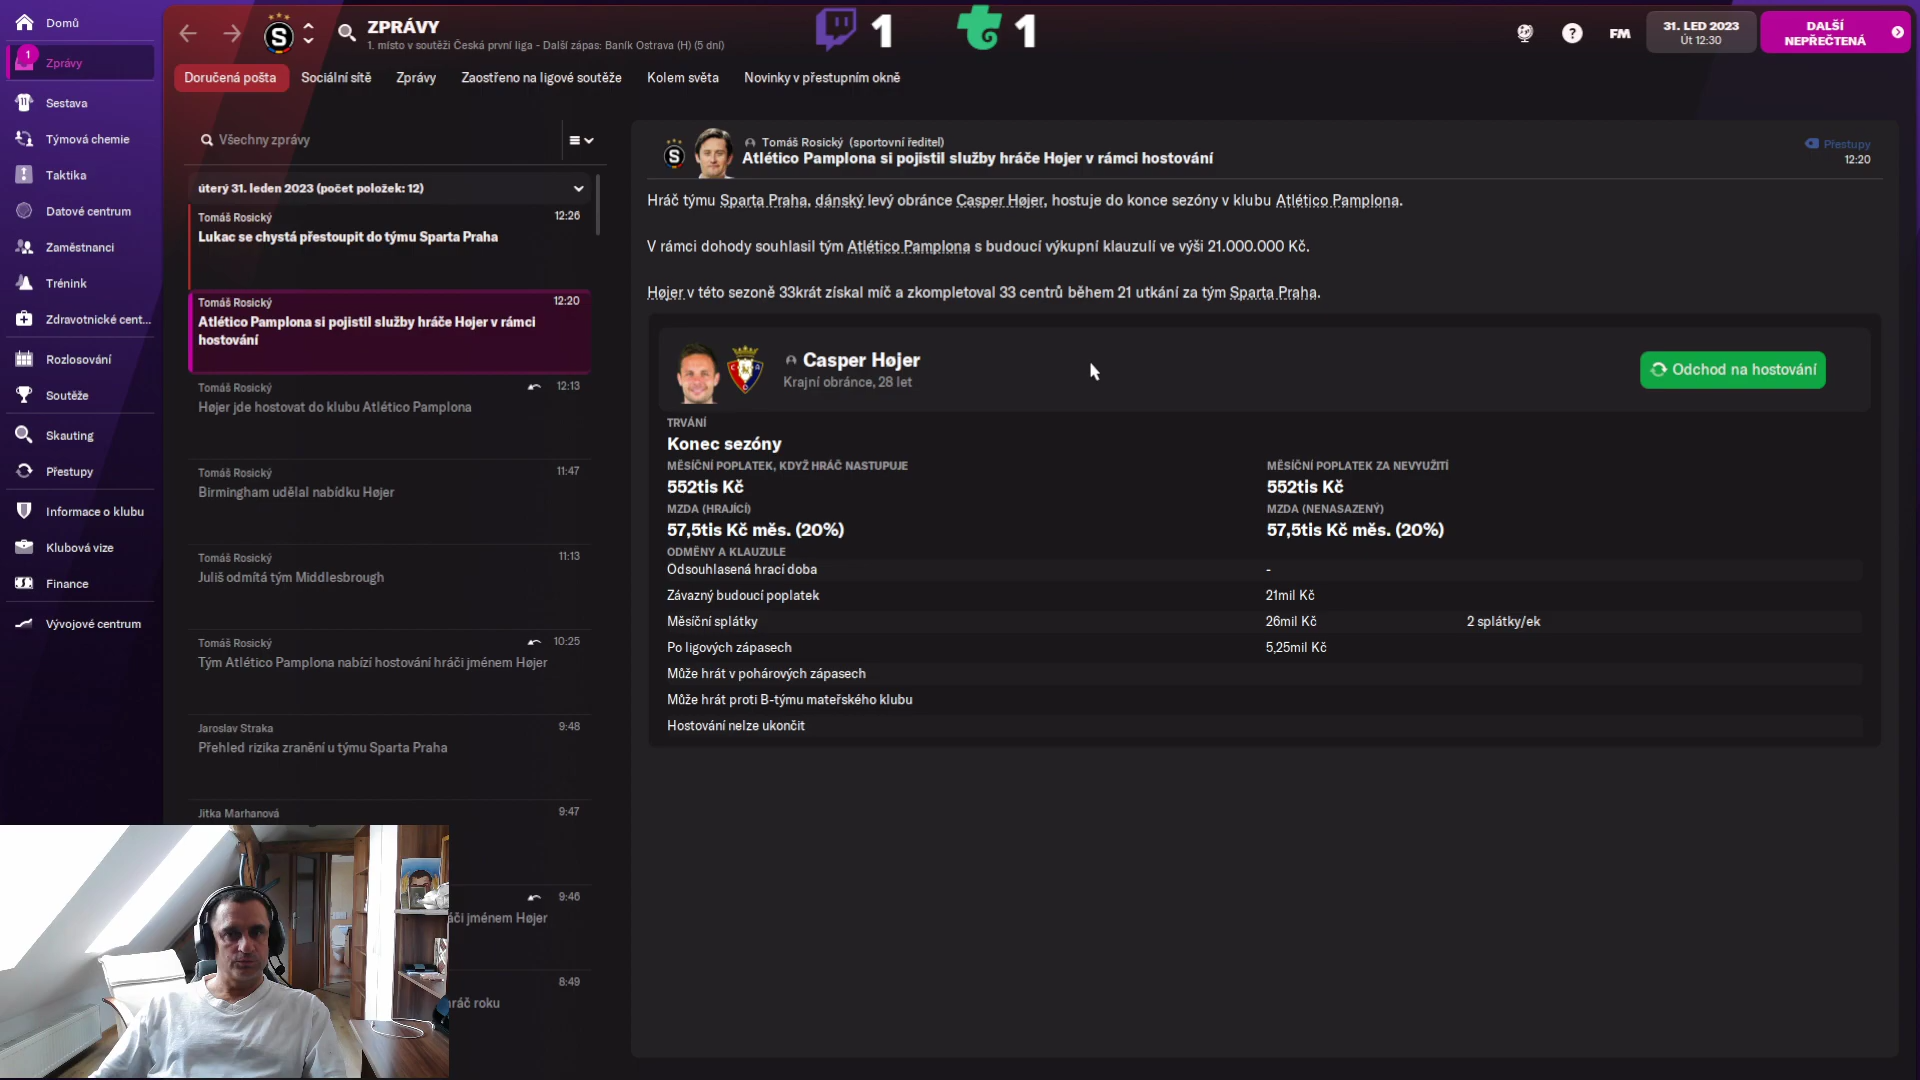 Domů
1
Zprávy
Sestava
Týmová chemie
Taktika
Datové centrum
Zaměstnanci
Trénink
Zdravotnické cent...
Rozlosování
Soutěže
Skauting
Přestupy
Informace o klubu
Klubová vize
Finance
Vývojové centrum
ZPRÁVY
1. místo v soutěži Česká první liga - Další zápas: Baník Ostrava (H) (5 dní)
1
1
FM
31. LED 2023
Út 12:30
DALŠÍ
NEPŘEČTENÁ
Doručená pošta
Sociální sítě
Zprávy
Zaostřeno na ligové soutěže
Kolem světa
Novinky v přestupním okně
Všechny zprávy
úterý 31. leden 2023 (počet položek: 12)
Tomáš Rosický 12:26
Lukac se chystá přestoupit do týmu Sparta Praha
Tomáš Rosický 12:20
Atlético Pamplona si pojistil služby hráče Højer v rámci
hostování
Tomáš Rosický 12:13
Højer jde hostovat do klubu Atlético Pamplona
Tomáš Rosický 11:47
Birmingham udělal nabídku Højer
Tomáš Rosický 11:13
Juliš odmítá tým Middlesbrough
Tomáš Rosický 10:25
Tým Atlético Pamplona nabízí hostování hráči jménem Højer
Jaroslav Straka 9:48
Přehled rizika zranění u týmu Sparta Praha
Jitka Marhanová 9:47
9:46
áči jménem Højer
8:49
hráč roku
Tomáš Rosický (sportovní ředitel)
Atlético Pamplona si pojistil služby hráče Højer v rámci hostování
Přestupy
12:20
Hráč týmu Sparta Praha, dánský levý obránce Casper Højer, hostuje do konce sezóny v klubu Atlético Pamplona.
V rámci dohody souhlasil tým Atlético Pamplona s budoucí výkupní klauzulí ve výši 21.000.000 Kč.
Højer v této sezoně 33krát získal míč a zkompletoval 33 centrů během 21 utkání za tým Sparta Praha.
Casper Højer
Krajní obránce, 28 let
Odchod na hostování
TRVÁNÍ
Konec sezóny
MĚSÍČNÍ POPLATEK, KDYŽ HRÁČ NASTUPUJE
552tis Kč
MĚSÍČNÍ POPLATEK ZA NEVYUŽITÍ
552tis Kč
MZDA (HRAJÍCÍ)
57,5tis Kč měs. (20%)
MZDA (NENASAZENÝ)
57,5tis Kč měs. (20%)
ODMĚNY A KLAUZULE
Odsouhlasená hrací doba -
Závazný budoucí poplatek 21mil Kč
Měsíční splátky 26mil Kč 2 splátky/ek
Po ligových zápasech 5,25mil Kč
Může hrát v pohárových zápasech
Může hrát proti B-týmu mateřského klubu
Hostování nelze ukončit